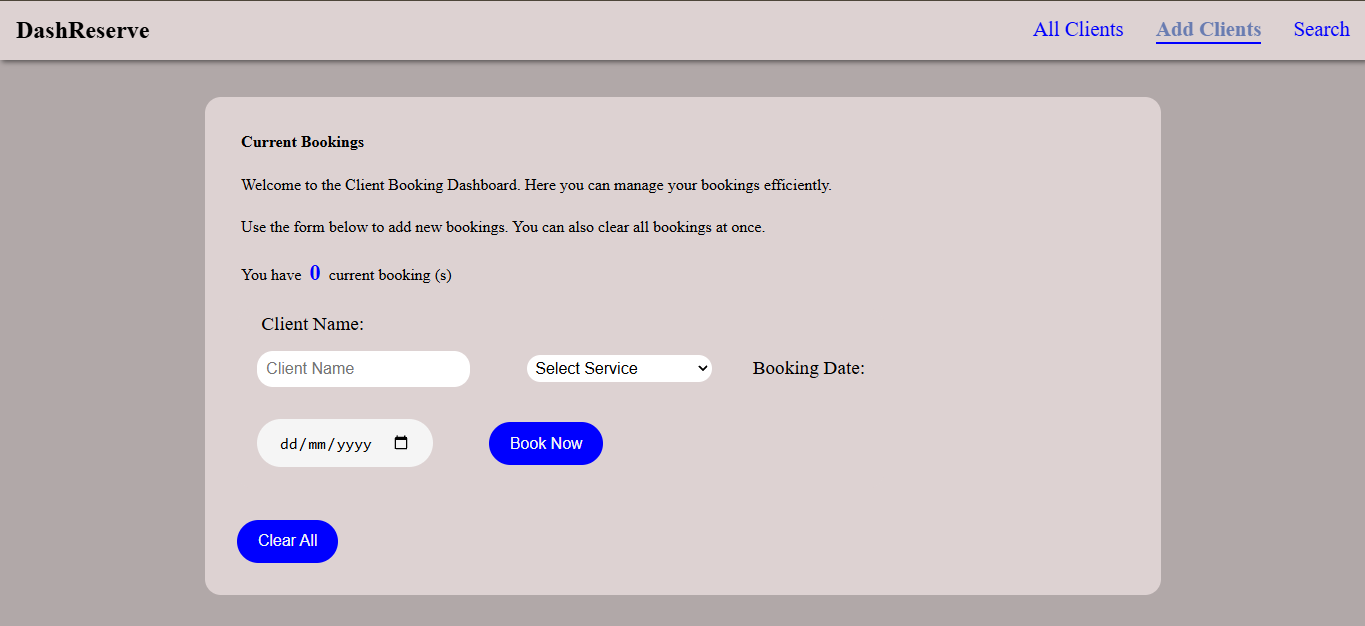 DashReserve All Clients Add Clients Search
Current Bookings
Welcome to the Client Booking Dashboard. Here you can manage your bookings efficiently.
Use the form below to add new bookings. You can also clear all bookings at once.
You have 0 current booking (s)
Client Name:
Client Name Select Service Booking Date:
dd/mm/yyyy Book Now
Clear All